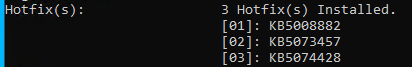 Hotfix(s): 3 Hotfix(s) Installed.
[01]: KB5008882
[02]: KB5073457
[03]: KB5074428